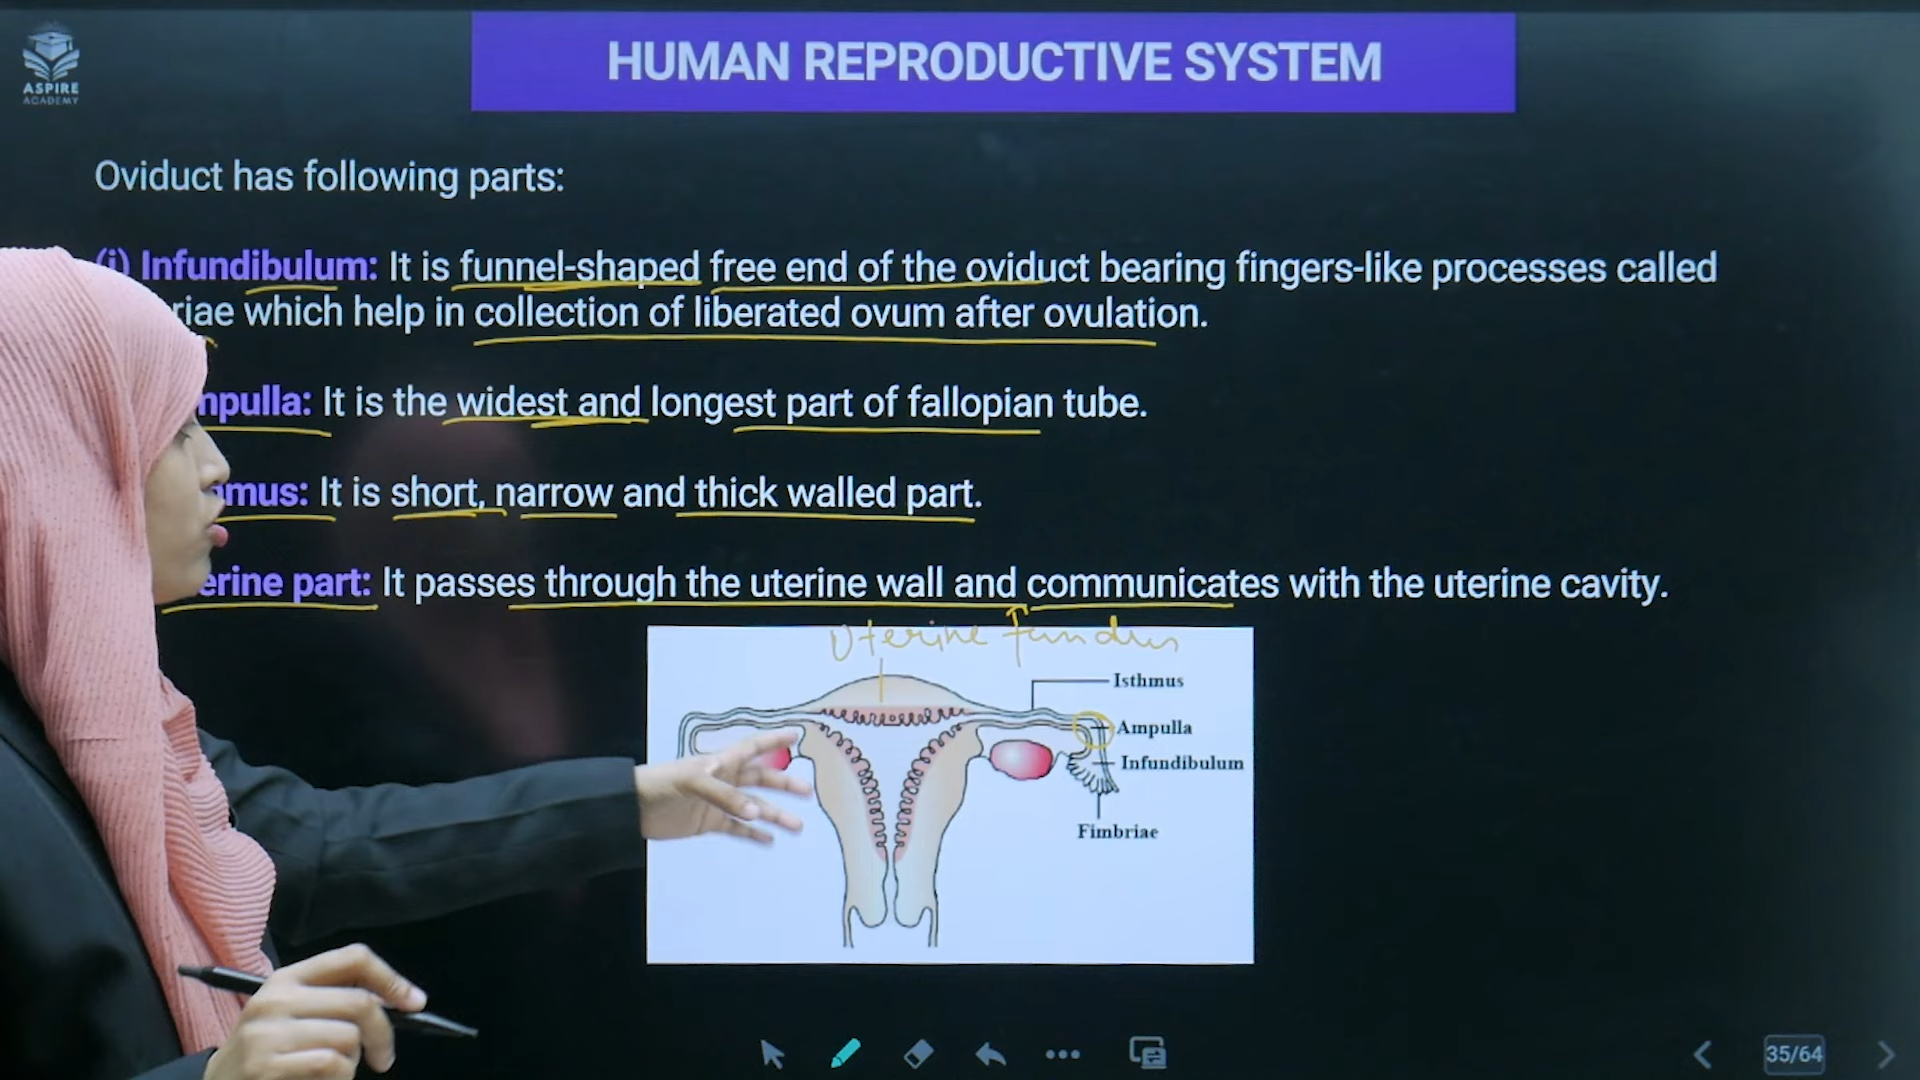 ASPIRE
ACADEMY
HUMAN REPRODUCTIVE SYSTEM
Oviduct has following parts:
(i) Infundibulum: It is funnel-shaped free end of the oviduct bearing fingers-like processes called
riae which help in collection of liberated ovum after ovulation.
mpulla: It is the widest and longest part of fallopian tube.
mus: It is short, narrow and thick walled part.
erine part: It passes through the uterine wall and communicates with the uterine cavity.
Uterine fundus
Isthmus
Ampulla
Infundibulum
Fimbriae
35/64